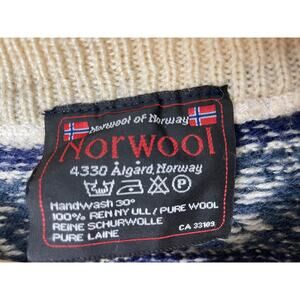 Norwool of Norway
Norwool
4330 Ålgård, Norway
P
Handwash 30°
100% REN NY ULL / PURE WOOL
REINE SCHURWOLLE
PURE LAINE
CA 33109